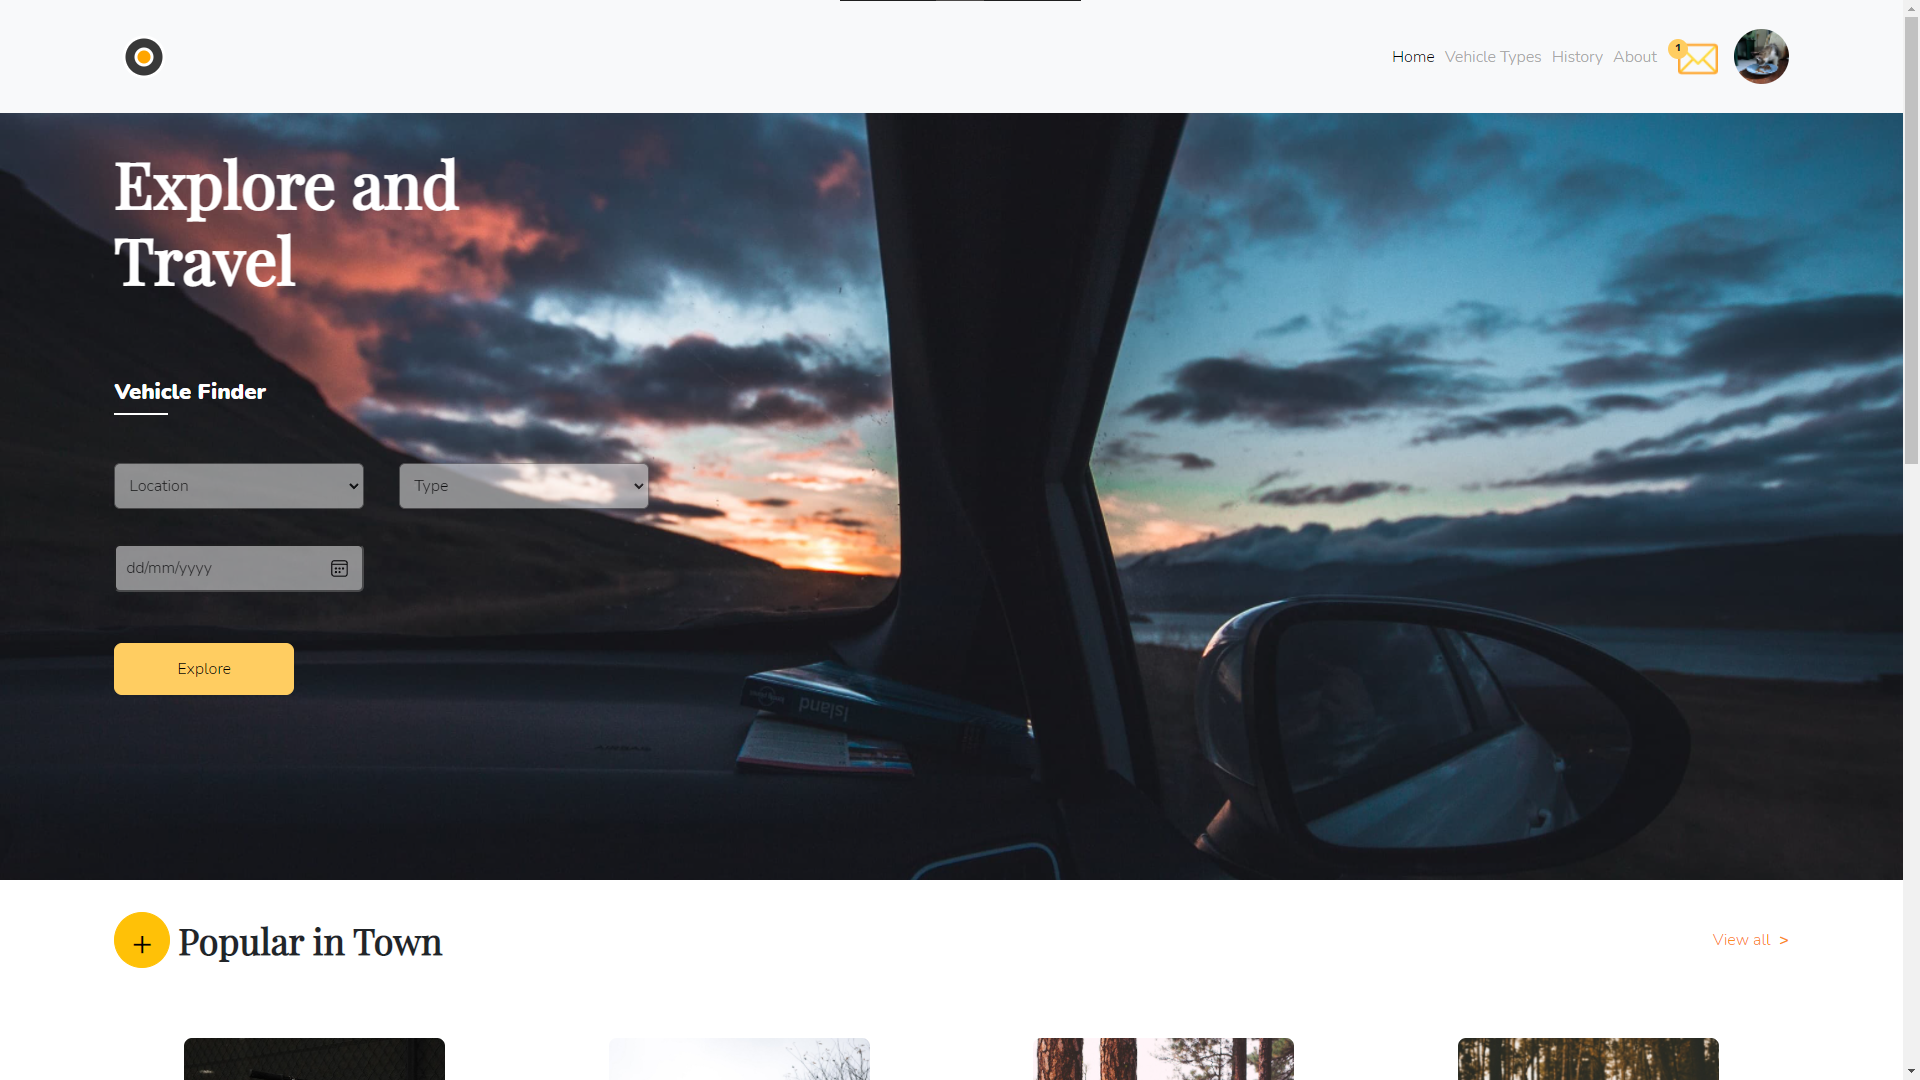 Home Vehicle Types History About 1
Explore and
Travel
Vehicle Finder
Location Type
dd/mm/yyyy
Explore
Island
+ Popular in Town
View all >